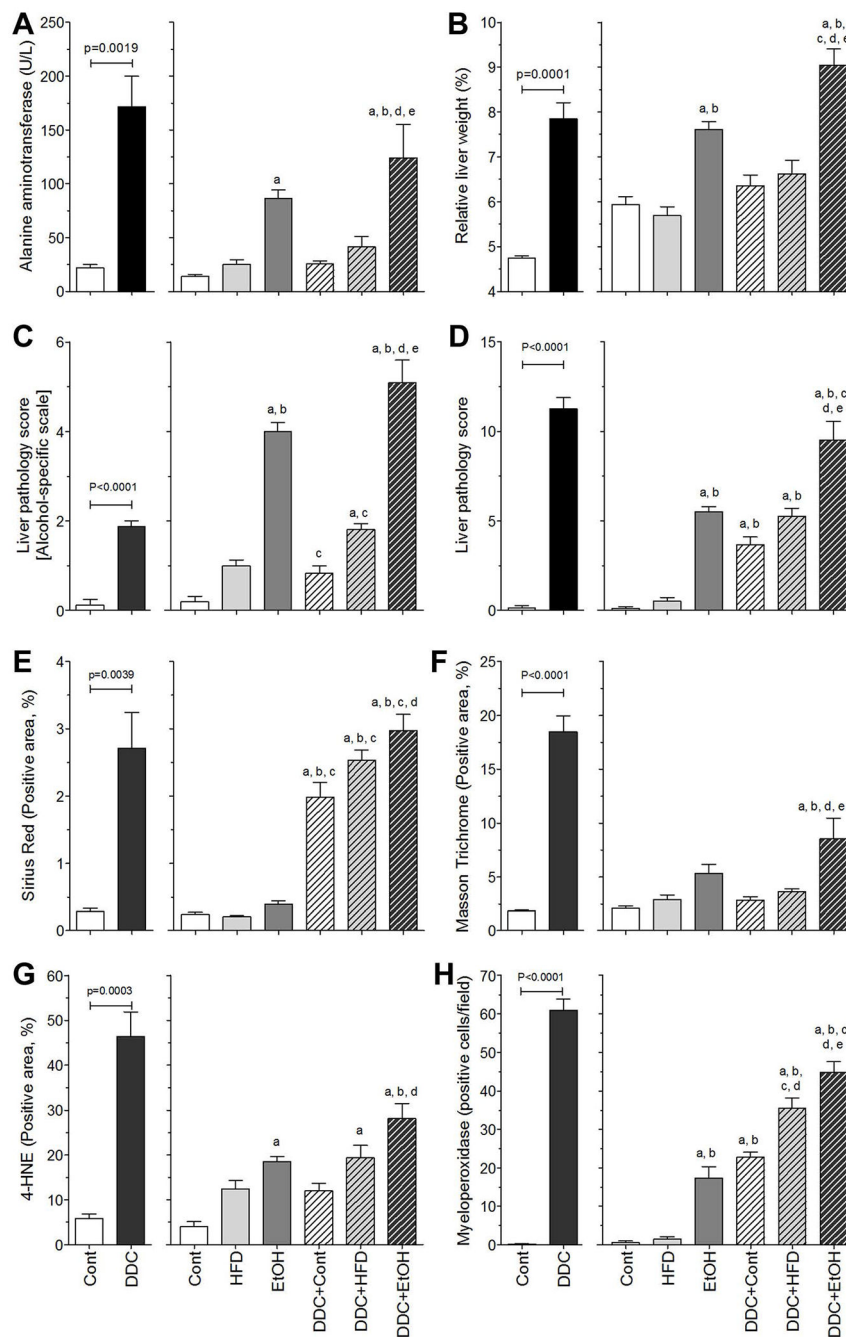 A
Alanine aminotransferase (U/L)
250
200
150
100
50
0
p=0.0019
a
a, b, d, e
B
Relative liver weight (%)
10
9
8
7
6
5
4
p=0.0001
a, b
a, b,
c, d, e
C
Liver pathology score
[Alcohol-specific scale]
6
4
2
0
P<0.0001
a, b
c
a, c
a, b, d, e
D
Liver pathology score
15
10
5
0
P<0.0001
a, b
a, b
a, b
a, b, c
d, e
E
Sirius Red (Positive area, %)
4
3
2
1
0
p=0.0039
a, b, c
a, b, c
a, b, c, d
F
Masson Trichrome (Positive area, %)
25
20
15
10
5
0
P<0.0001
a, b, d, e
G
4-HNE (Positive area, %)
60
50
40
30
20
10
0
p=0.0003
a
a
a, b, d
Cont
DDC
Cont
HFD
EtOH
DDC+Cont
DDC+HFD
DDC+EtOH
H
Myeloperoxidase (positive cells/field)
70
60
50
40
30
20
10
0
P<0.0001
a, b
a, b
a, b,
c, d
a, b, c
d, e
Cont
DDC
Cont
HFD
EtOH
DDC+Cont
DDC+HFD
DDC+EtOH